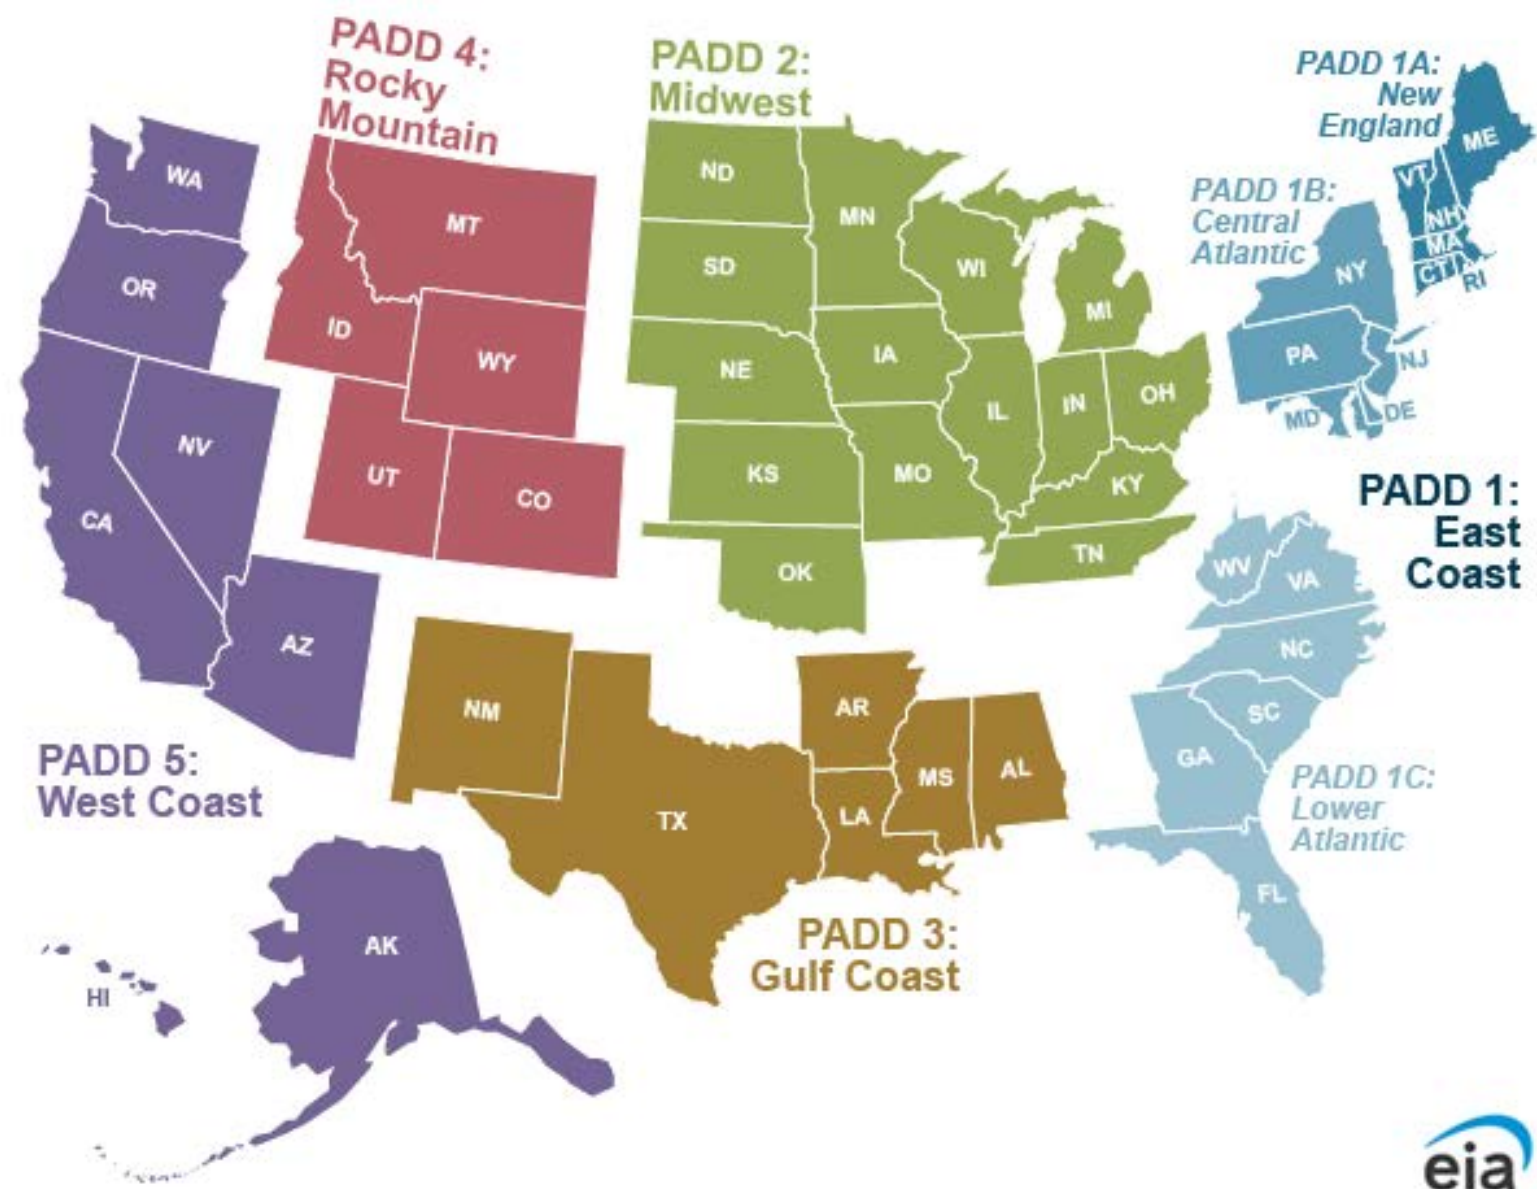 PADD 4:
Rocky
Mountain
PADD 2:
Midwest
PADD 1A:
New
England
PADD 1B:
Central
Atlantic
PADD 1:
East
Coast
PADD 1C:
Lower
Atlantic
PADD 3:
Gulf Coast
PADD 5:
West Coast
WA
OR
CA
NV
AZ
AK
HI
MT
ID
WY
UT
CO
ND
SD
NE
KS
OK
MN
IA
MO
WI
IL
MI
IN
OH
KY
TN
NM
TX
AR
LA
MS
AL
ME
VT
NH
MA
CT
RI
NY
PA
NJ
MD
DE
WV
VA
NC
SC
GA
FL
eia